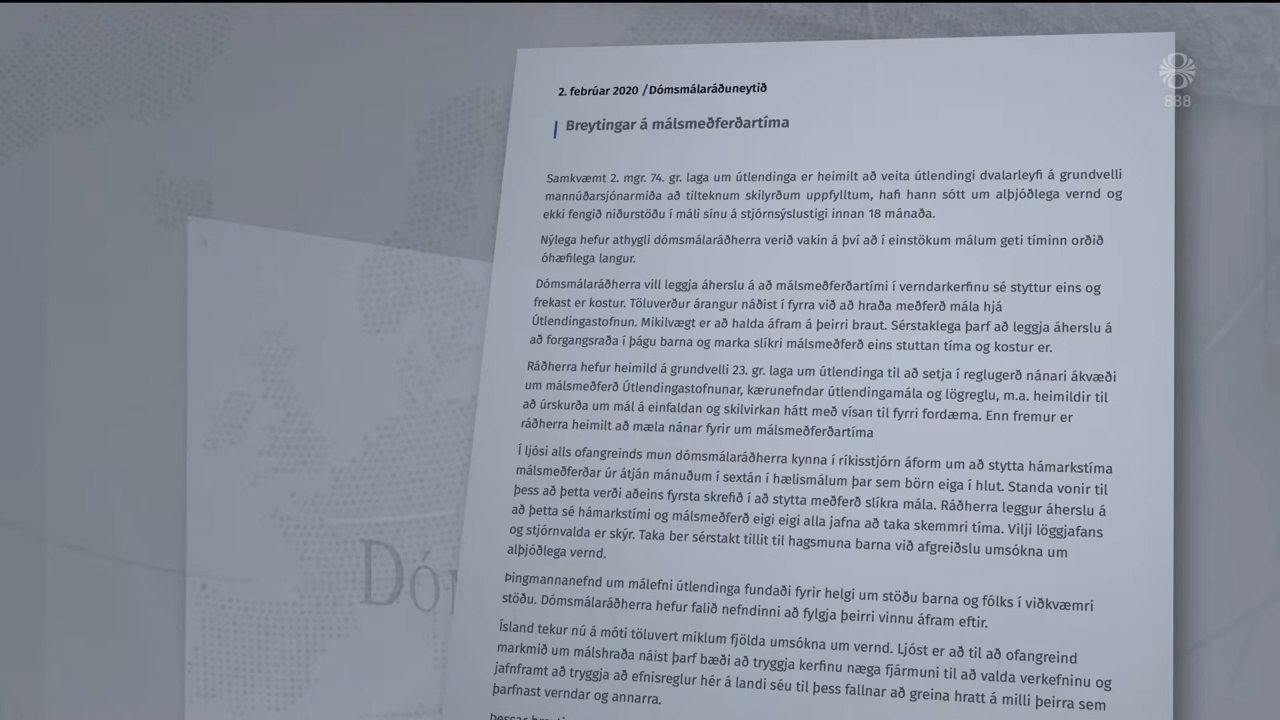 888
2. febrúar 2020 /Dómsmálaráðuneytið
Breytingar á málsmeðferðartíma
Samkvæmt 2. mgr. 74. gr. laga um útlendinga er heimilt að veita útlendingi dvalarleyfi á grundvelli
mannúðarsjónarmiða að tilteknum skilyrðum uppfylltum, hafi hann sótt um alþjóðlega vernd og
ekki fengið niðurstöðu í máli sínu á stjórnsýslustigi innan 18 mánaða.
Nýlega hefur athygli dómsmálaráðherra verið vakin á því að í einstökum málum geti tíminn orðið
óhæfilega langur.
Dómsmálaráðherra vill leggja áherslu á að málsmeðferðartími í verndarkerfinu sé styttur eins og
frekast er kostur. Töluverður árangur náðist í fyrra við að hraða meðferð mála hjá
Útlendingastofnun. Mikilvægt er að halda áfram á þeirri braut. Sérstaklega þarf að leggja áherslu á
að forgangsraða í þágu barna og marka slíkri málsmeðferð eins stuttan tíma og kostur er.
Ráðherra hefur heimild á grundvelli 23. gr. laga um útlendinga til að setja í reglugerð nánari ákvæði
um málsmeðferð Útlendingastofnunar, kærunefndar útlendingamála og lögreglu, m.a. heimildir til
að úrskurða um mál á einfaldan og skilvirkan hátt með vísan til fyrri fordæma. Enn fremur er
ráðherra heimilt að mæla nánar fyrir um málsmeðferðartíma
Í ljósi alls ofangreinds mun dómsmálaráðherra kynna í ríkisstjórn áform um að stytta hámarkstíma
málsmeðferðar úr átján mánuðum í sextán í hælismálum þar sem börn eiga í hlut. Standa vonir til
þess að þetta verði aðeins fyrsta skrefið í að stytta meðferð slíkra mála. Ráðherra leggur áherslu á
að þetta sé hámarkstími og málsmeðferð eigi eigi alla jafna að taka skemmri tíma. Vilji löggjafans
og stjórnvalda er skýr. Taka ber sérstakt tillit til hagsmuna barna við afgreiðslu umsókna um
alþjóðlega vernd.
Þingmannanefnd um málefni útlendinga fundaði fyrir helgi um stöðu barna og fólks í viðkvæmri
stöðu. Dómsmálaráðherra hefur falið nefndinni að fylgja þeirri vinnu áfram eftir.
Ísland tekur nú á móti töluvert miklum fjölda umsókna um vernd. Ljóst er að til að ofangreind
markmið um málshraða náist þarf bæði að tryggja kerfinu næga fjármuni til að valda verkefninu og
jafnframt að tryggja að efnisreglur hér á landi séu til þess fallnar að greina hratt á milli þeirra sem
þarfnast verndar og annarra.
Dóm